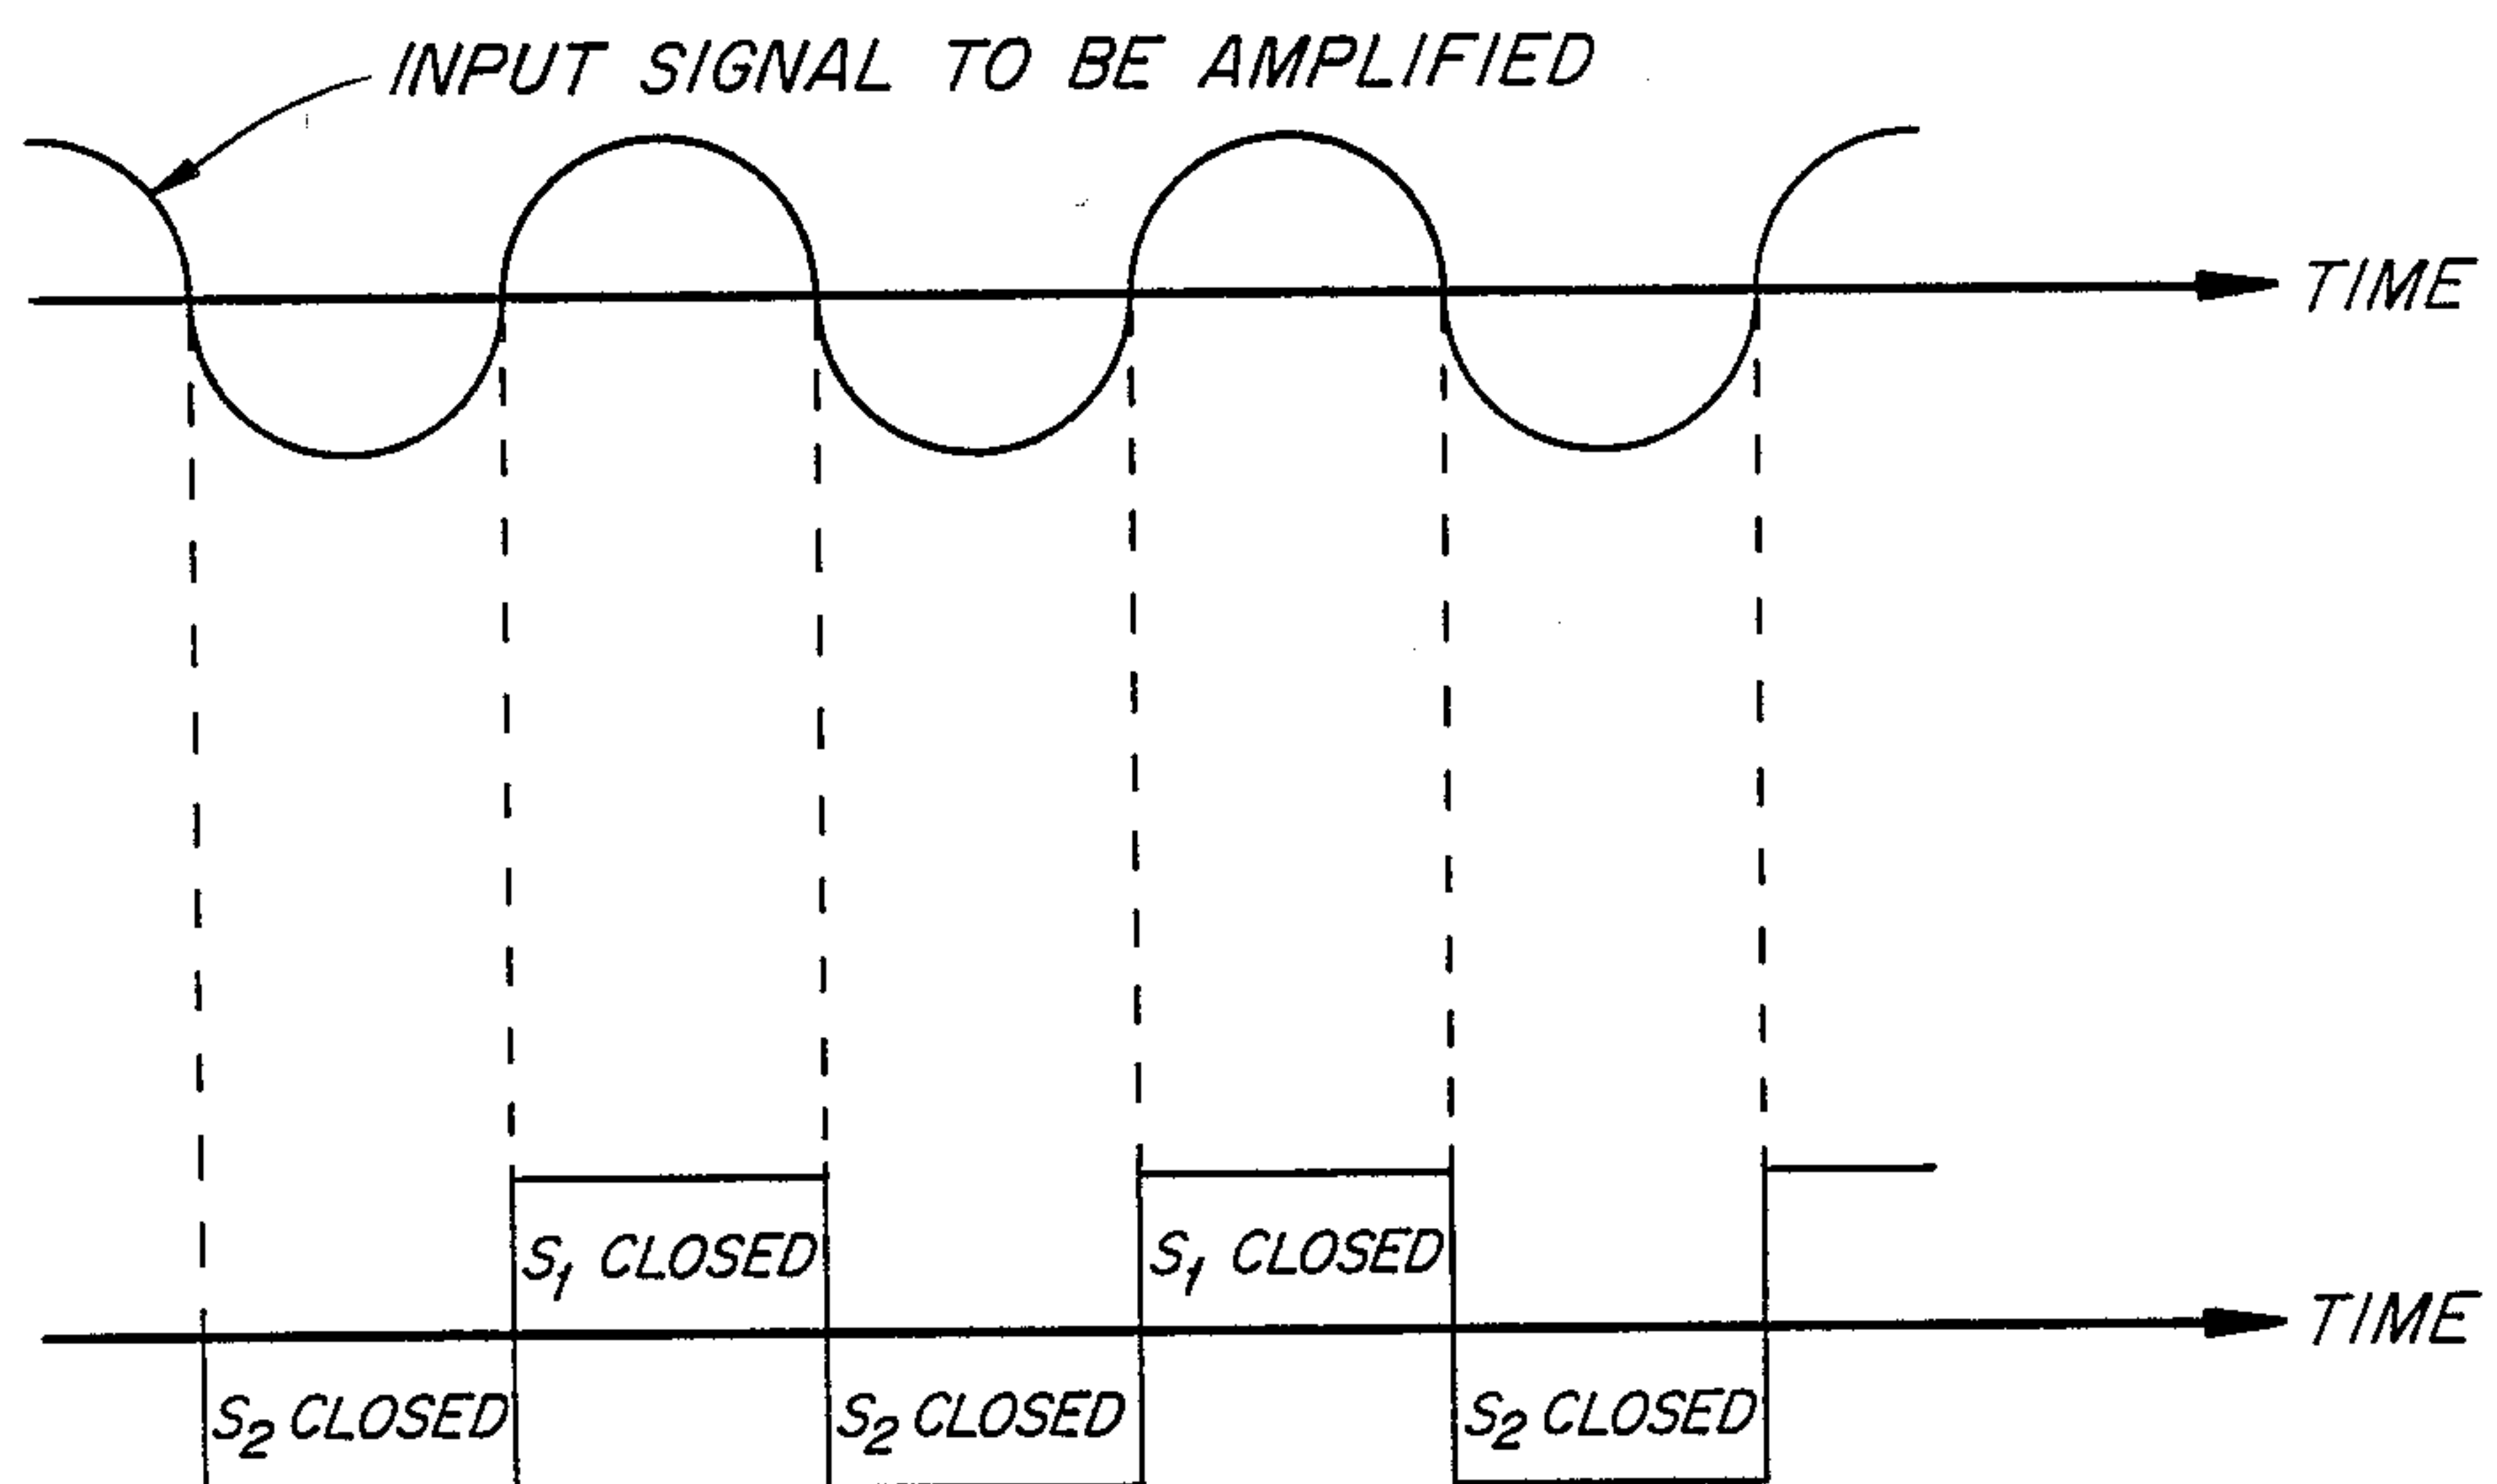 INPUT SIGNAL TO BE AMPLIFIED
TIME
S₁ CLOSED
S₁ CLOSED
TIME
S₂ CLOSED
S₂ CLOSED
S₂ CLOSED